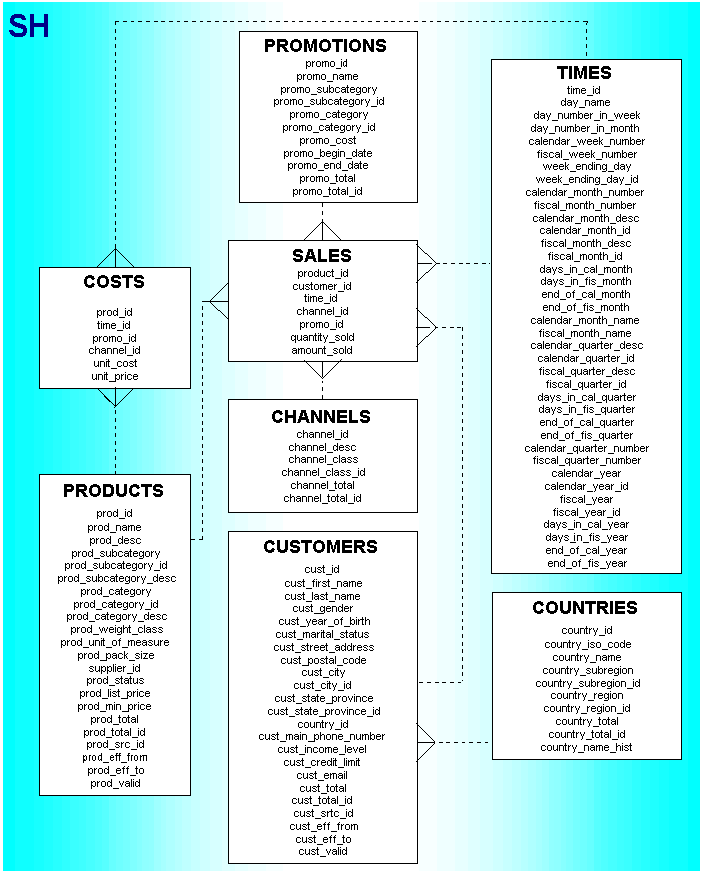 SH
PROMOTIONS
promo_id
promo_name
promo_subcategory
promo_subcategory_id
promo_category
promo_category_id
promo_cost
promo_begin_date
promo_end_date
promo_total
promo_total_id
TIMES
time_id
day_name
day_number_in_week
day_number_in_month
calendar_week_number
fiscal_week_number
week_ending_day
week_ending_day_id
calendar_month_number
fiscal_month_number
calendar_month_desc
calendar_month_id
fiscal_month_desc
fiscal_month_id
days_in_cal_month
days_in_fis_month
end_of_cal_month
end_of_fis_month
calendar_month_name
fiscal_month_name
calendar_quarter_desc
calendar_quarter_id
fiscal_quarter_desc
fiscal_quarter_id
days_in_cal_quarter
days_in_fis_quarter
end_of_cal_quarter
end_of_fis_quarter
calendar_quarter_number
fiscal_quarter_number
calendar_year
calendar_year_id
fiscal_year
fiscal_year_id
days_in_cal_year
days_in_fis_year
end_of_cal_year
end_of_fis_year
SALES
product_id
customer_id
time_id
channel_id
promo_id
quantity_sold
amount_sold
COSTS
prod_id
time_id
promo_id
channel_id
unit_cost
unit_price
CHANNELS
channel_id
channel_desc
channel_class
channel_class_id
channel_total
channel_total_id
PRODUCTS
prod_id
prod_name
prod_desc
prod_subcategory
prod_subcategory_id
prod_subcategory_desc
prod_category
prod_category_id
prod_category_desc
prod_weight_class
prod_unit_of_measure
prod_pack_size
supplier_id
prod_status
prod_list_price
prod_min_price
prod_total
prod_total_id
prod_src_id
prod_eff_from
prod_eff_to
prod_valid
CUSTOMERS
cust_id
cust_first_name
cust_last_name
cust_gender
cust_year_of_birth
cust_marital_status
cust_street_address
cust_postal_code
cust_city
cust_city_id
cust_state_province
cust_state_province_id
country_id
cust_main_phone_number
cust_income_level
cust_credit_limit
cust_email
cust_total
cust_total_id
cust_srtc_id
cust_eff_from
cust_eff_to
cust_valid
COUNTRIES
country_id
country_iso_code
country_name
country_subregion
country_subregion_id
country_region
country_region_id
country_total
country_total_id
country_name_hist